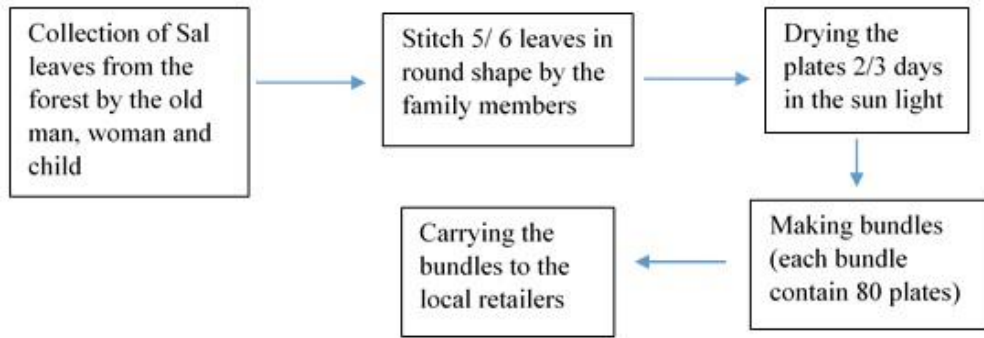 Collection of Sal
leaves from the
forest by the old
man, woman and
child
Stitch 5/ 6 leaves in
round shape by the
family members
Drying the
plates 2/3 days
in the sun light
Making bundles
(each bundle
contain 80 plates)
Carrying the
bundles to the
local retailers